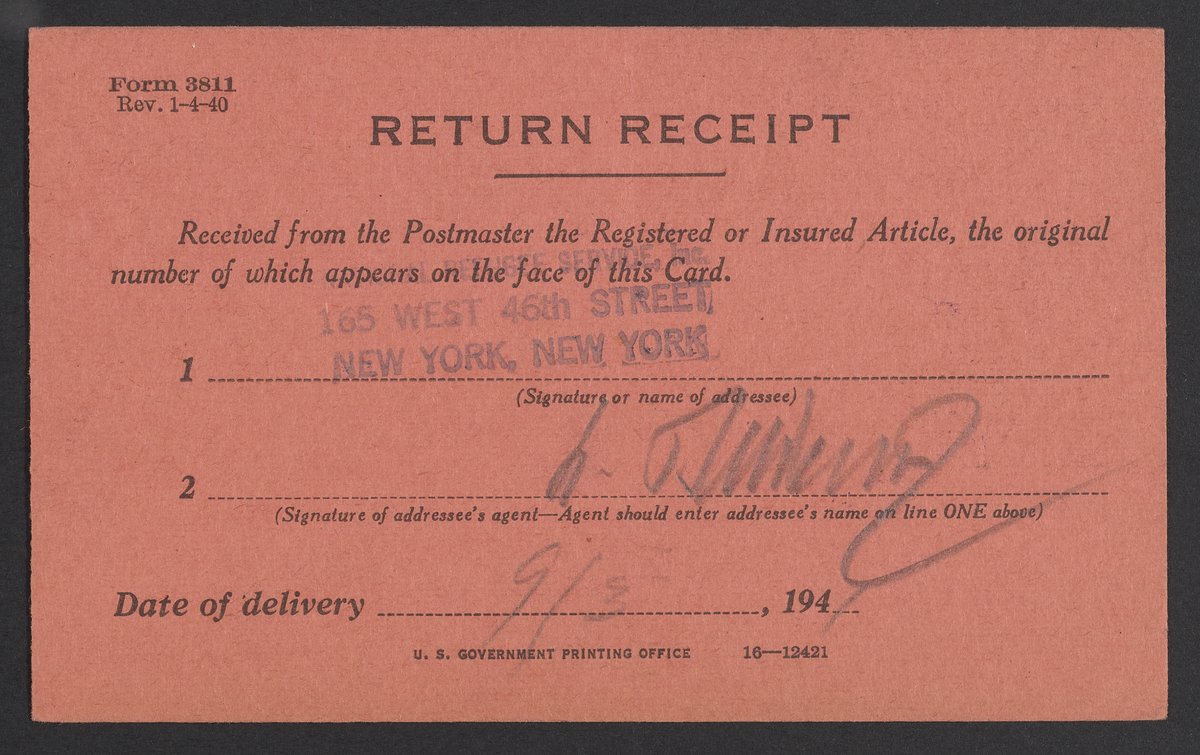 Form 3811
Rev. 1-4-40
RETURN RECEIPT
Received from the Postmaster the Registered or Insured Article, the original
number of which appears on the face of this Card.
REFUGEE SERVICE, Inc.
165 WEST 46th STREET,
NEW YORK, NEW YORK
1
(Signature or name of addressee)
2
(Signature of addressee's agent—Agent should enter addressee's name on line ONE above)
Date of delivery 9/3, 194
U. S. GOVERNMENT PRINTING OFFICE 16—12421